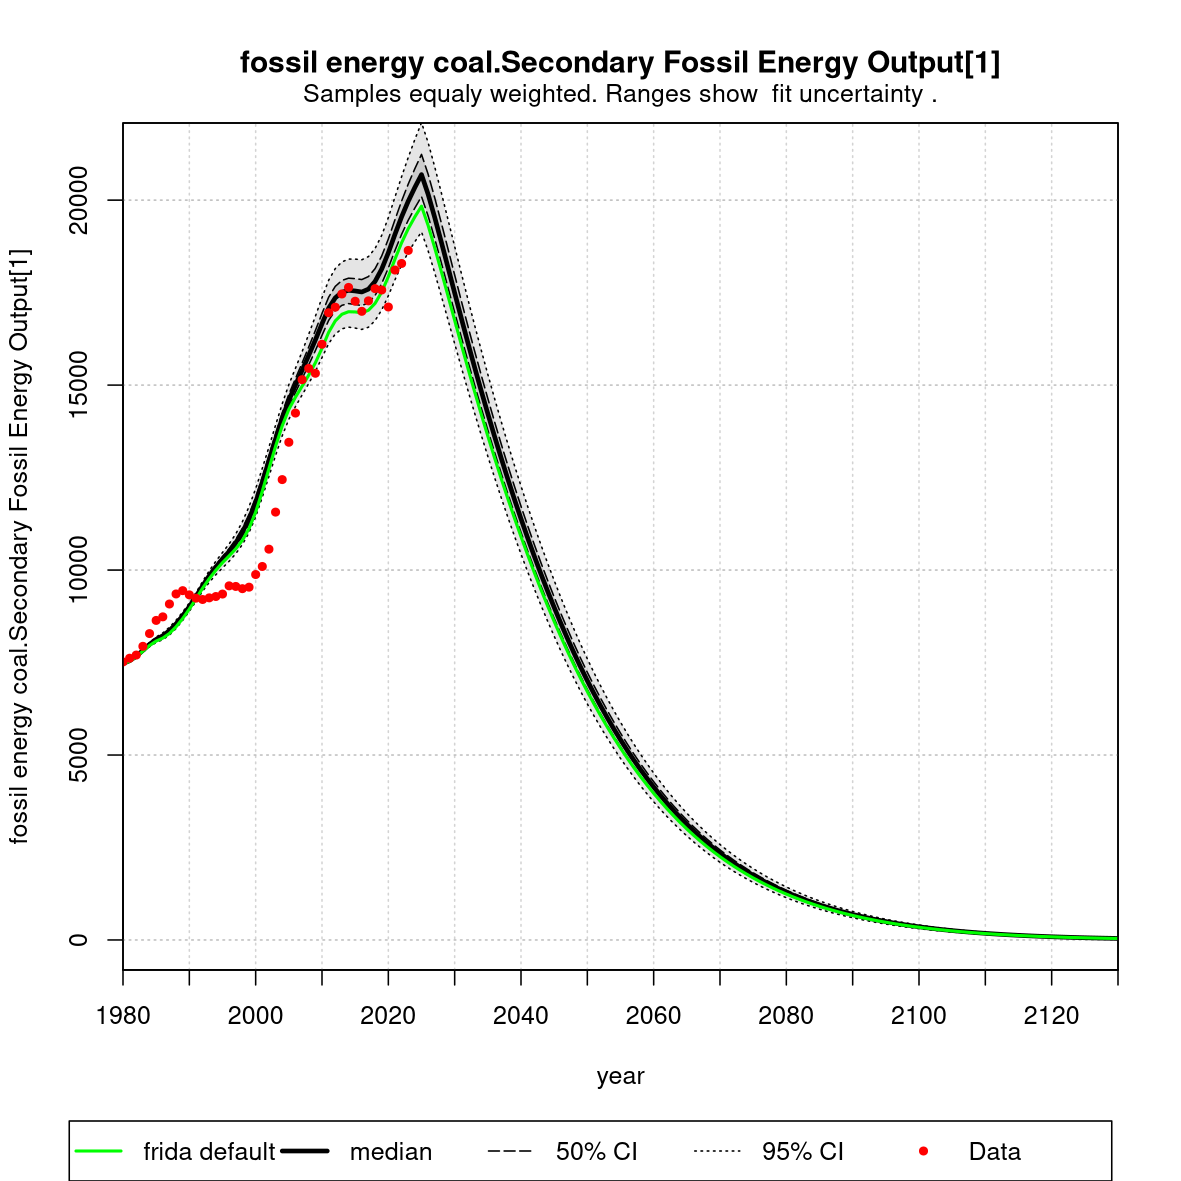 fossil energy coal.Secondary Fossil Energy Output[1]
Samples equaly weighted. Ranges show  fit uncertainty .
fossil energy coal.Secondary Fossil Energy Output[1]
20000
15000
10000
5000
0
1980 2000 2020 2040 2060 2080 2100 2120
year
frida default median 50% CI 95% CI Data